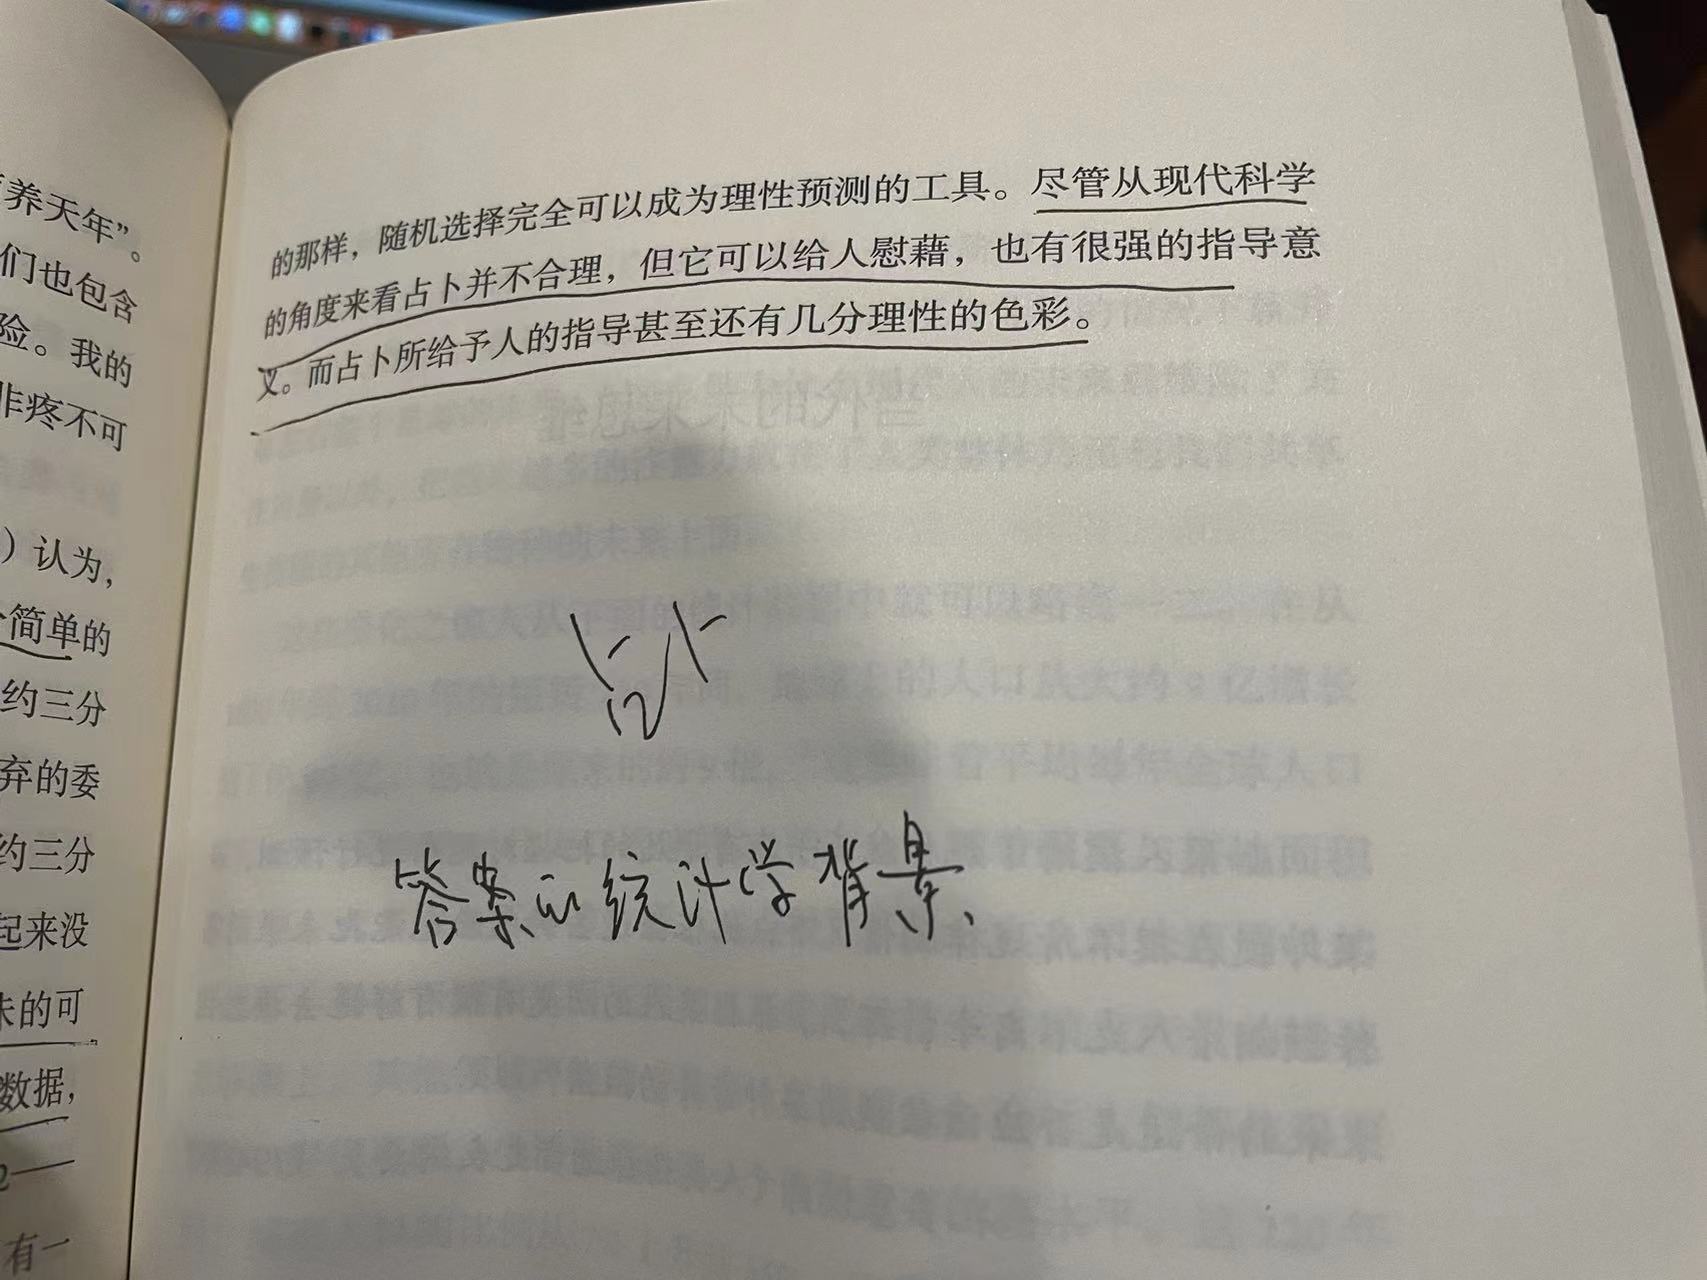 养天年”。
们也包含
险。我的
非疼不可
）认为，
简单的
约三分
弃的委
约三分
起来没
未的可
数据，
有一
的那样，随机选择完全可以成为理性预测的工具。尽管从现代科学
的角度来看占卜并不合理，但它可以给人慰藉，也有很强的指导意
义。而占卜所给予人的指导甚至还有几分理性的色彩。
占卜
答案的统计学背景、